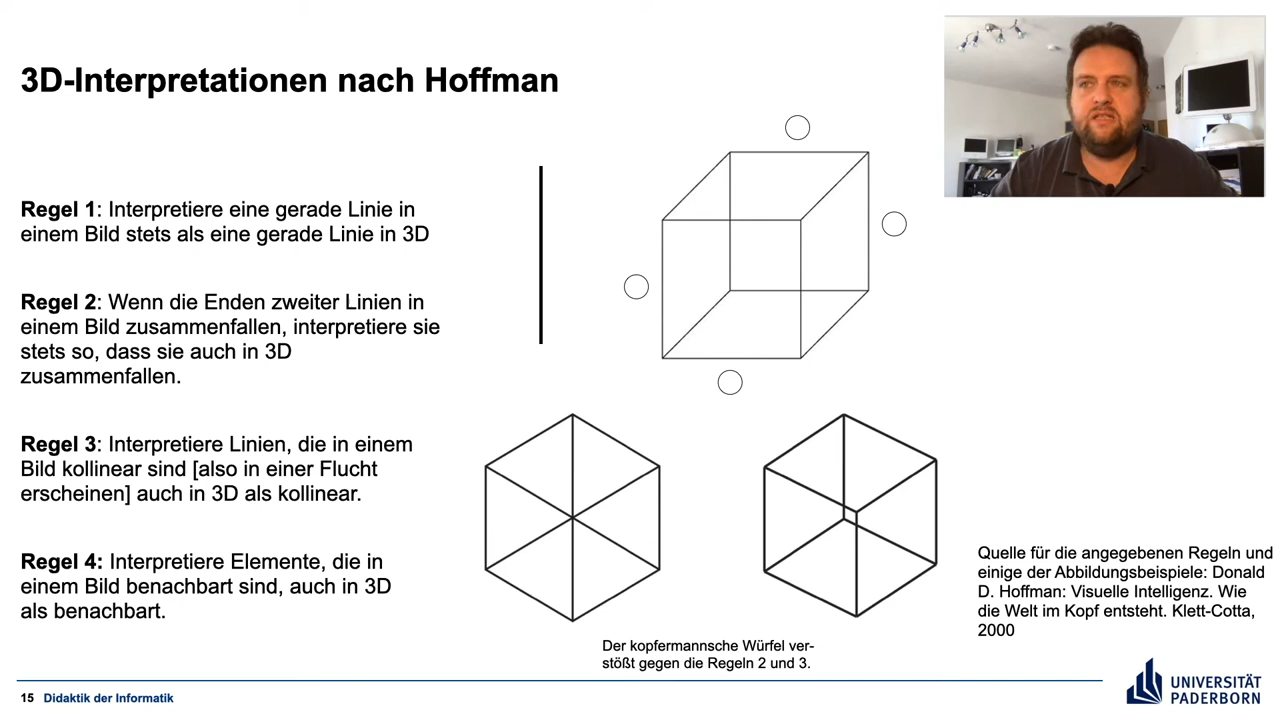 3D-Interpretationen nach Hoffman
Regel 1: Interpretiere eine gerade Linie in
einem Bild stets als eine gerade Linie in 3D
Regel 2: Wenn die Enden zweiter Linien in
einem Bild zusammenfallen, interpretiere sie
stets so, dass sie auch in 3D
zusammenfallen.
Regel 3: Interpretiere Linien, die in einem
Bild kollinear sind [also in einer Flucht
erscheinen] auch in 3D als kollinear.
Regel 4: Interpretiere Elemente, die in
einem Bild benachbart sind, auch in 3D
als benachbart.
Der kopfermannsche Würfel ver-
stößt gegen die Regeln 2 und 3.
Quelle für die angegebenen Regeln und
einige der Abbildungsbeispiele: Donald
D. Hoffman: Visuelle Intelligenz. Wie
die Welt im Kopf entsteht. Klett-Cotta,
2000
15 Didaktik der Informatik
UNIVERSITÄT
PADERBORN